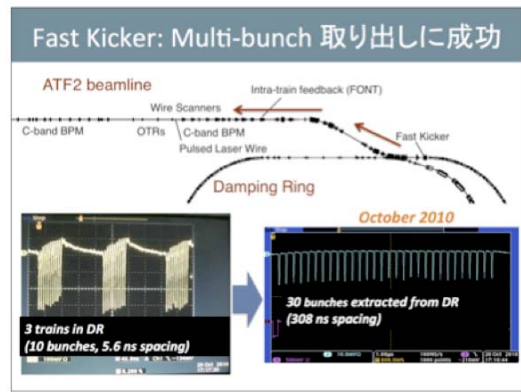 Fast Kicker: Multi-bunch 取り出しに成功
ATF2 beamline
Intra-train feedback (FONT)
Wire Scanners
Fast Kicker
C-band BPM
OTRs
C-band BPM
Pulsed Laser Wire
Damping Ring
October 2010
3 trains in DR
(10 bunches, 5.6 ns spacing)
30 bunches extracted from DR
(308 ns spacing)